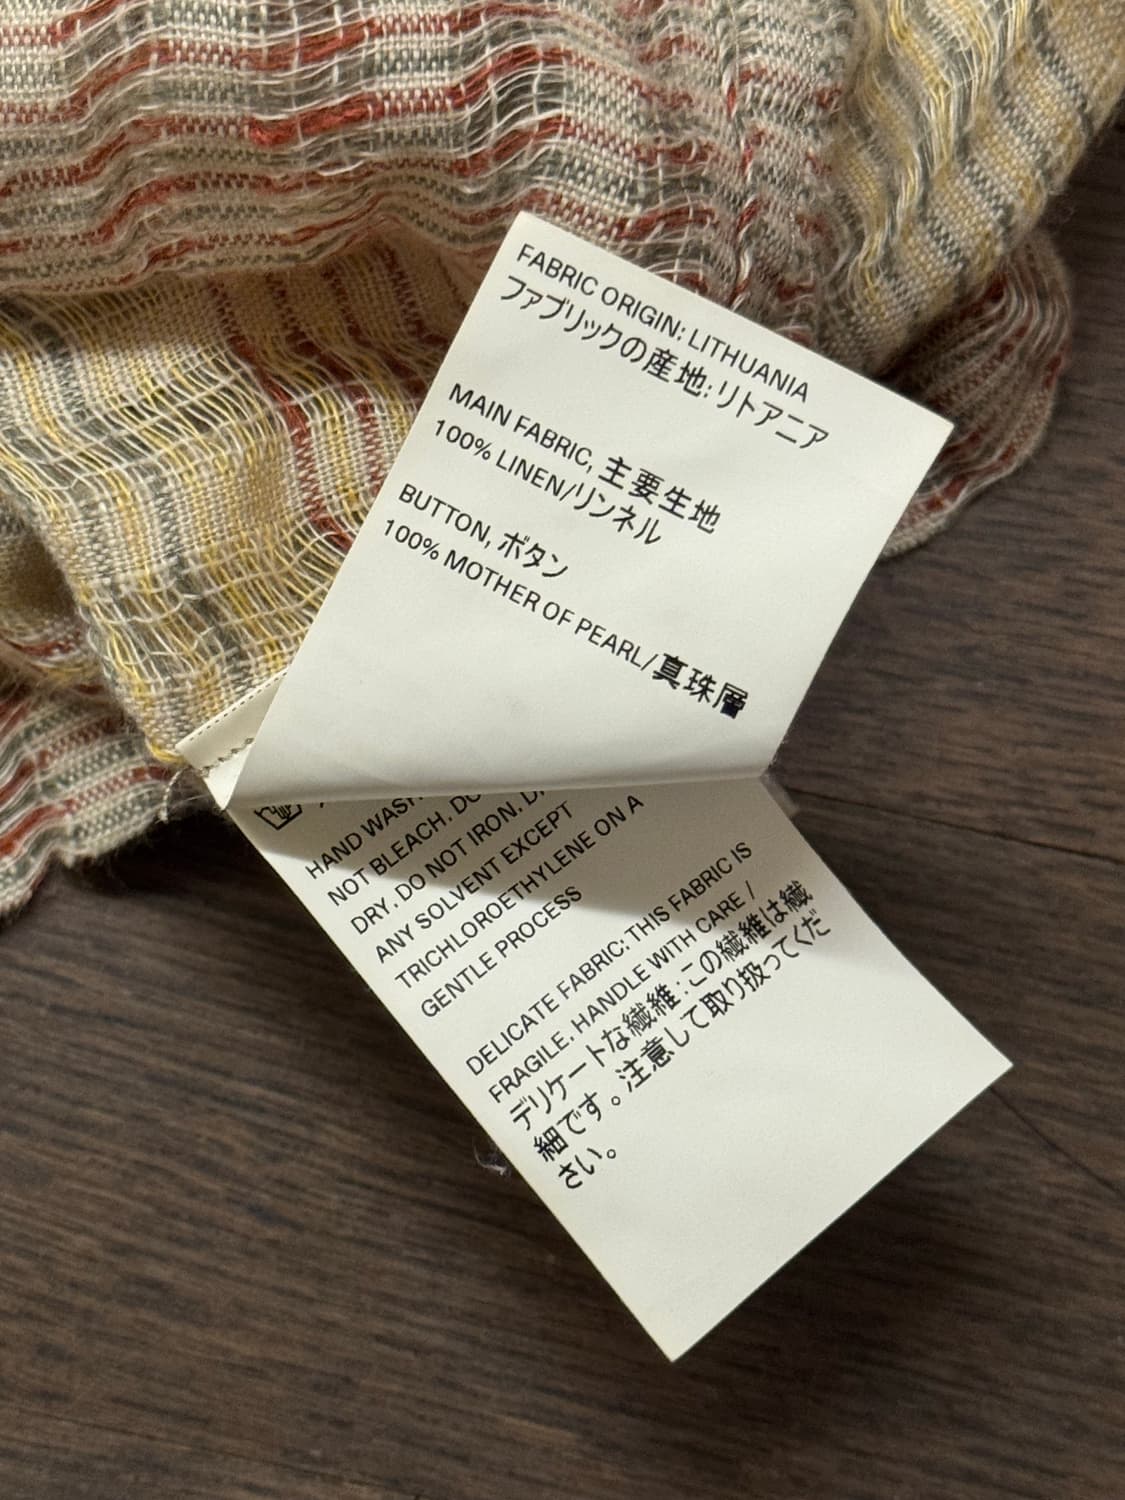 FABRIC ORIGIN: LITHUANIA
ファブリックの産地: リトアニア
MAIN FABRIC, 主要生地
100% LINEN/リンネル
BUTTON, ボタン
100% MOTHER OF PEARL/真珠層
HAND WASH
NOT BLEACH. DO
DRY. DO NOT IRON.
ANY SOLVENT EXCEPT
TRICHLOROETHYLENE ON A
GENTLE PROCESS
DELICATE FABRIC: THIS FABRIC IS
FRAGILE. HANDLE WITH CARE /
デリケートな繊維：この繊維は繊
細です。注意して取り扱ってくだ
さい。